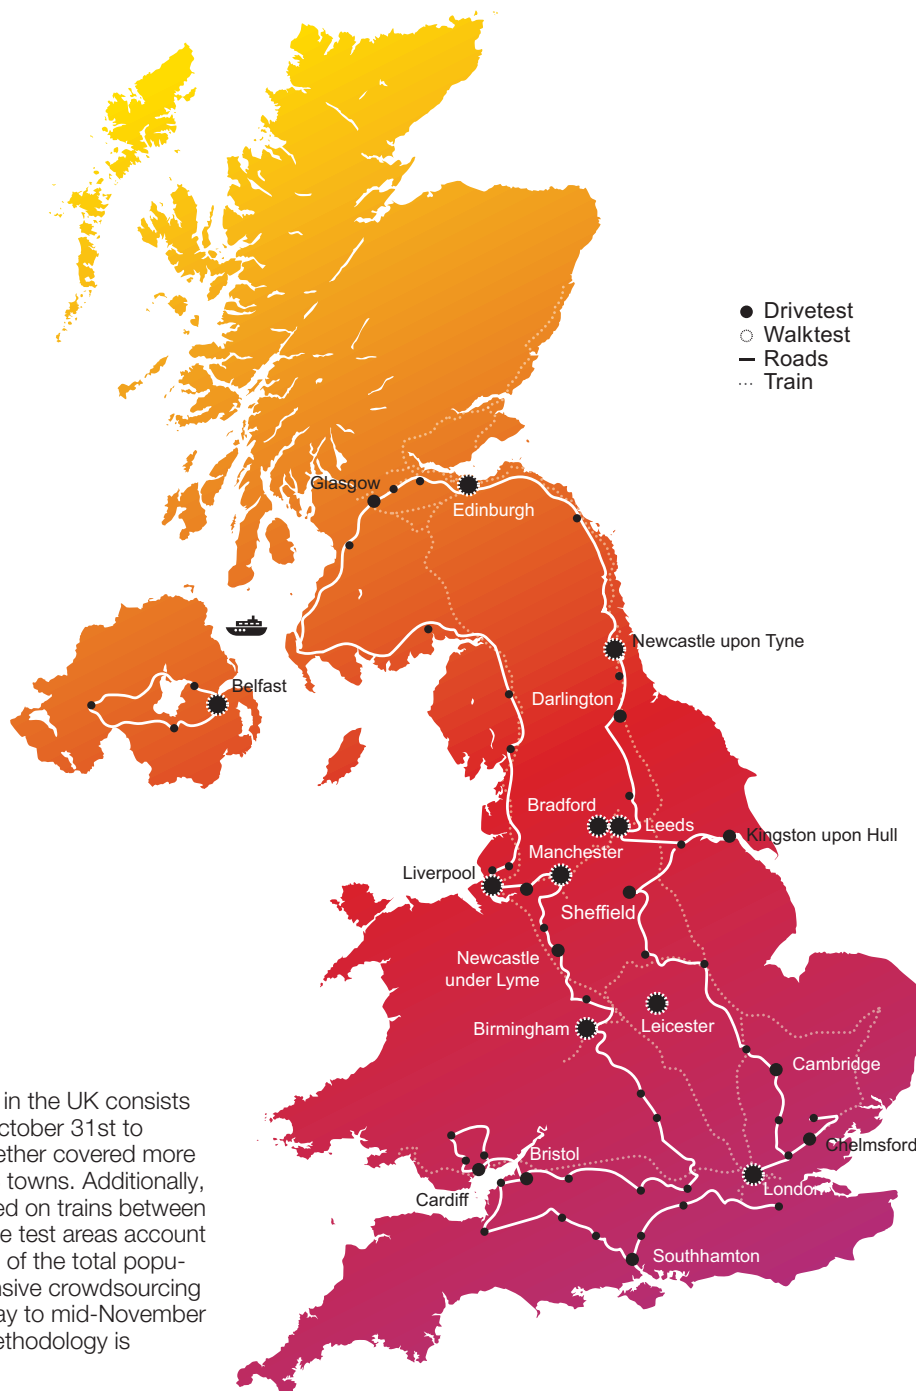 Drivetest
Walktest
Roads
Train
Glasgow
Edinburgh
Newcastle upon Tyne
Belfast
Darlington
Bradford
Leeds
Kingston upon Hull
Manchester
Liverpool
Sheffield
Newcastle
under Lyme
Leicester
Birmingham
Cambridge
Chelmsford
Bristol
Cardiff
London
Southhamton
in the UK consists
ctober 31st to
ether covered more
towns. Additionally,
ed on trains between
e test areas account
of the total popu-
nsive crowdsourcing
ay to mid-November
ethodology is